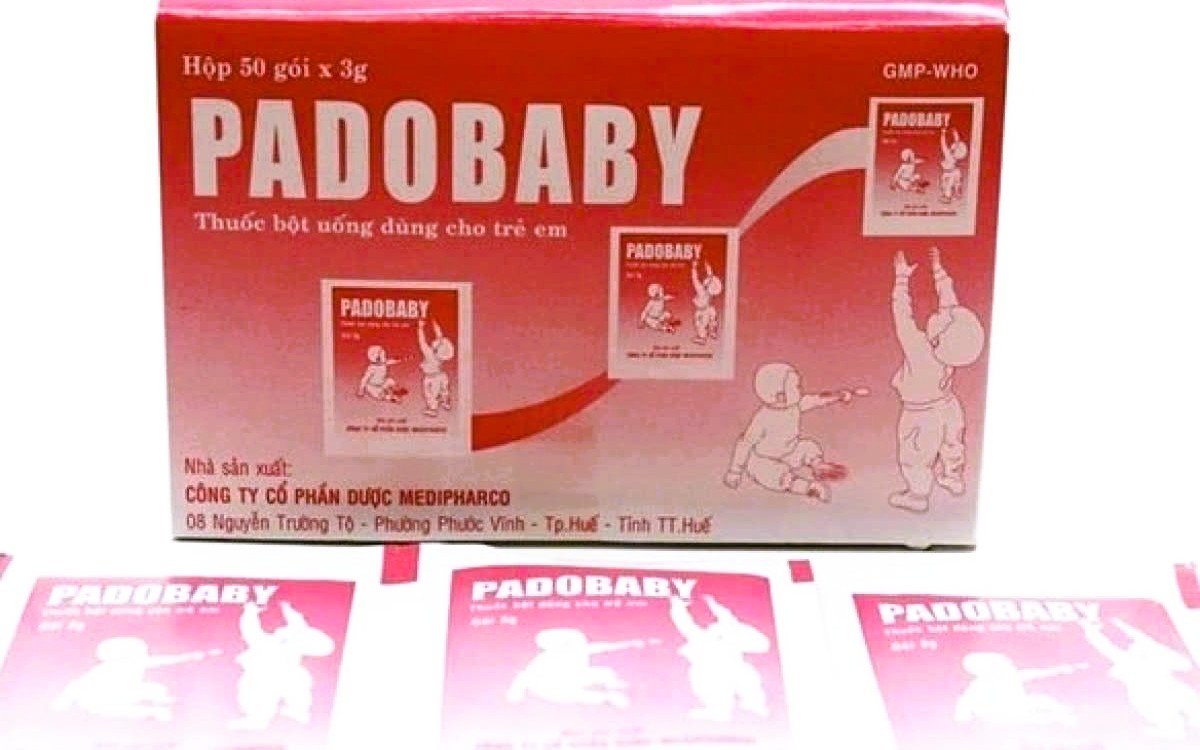 Hộp 50 gói x 3g
GMP-WHO
PADOBABY
Thuốc bột uống dùng cho trẻ em
PADOBABY
PADOBABY
PADOBABY
Nhà sản xuất:
CÔNG TY CỔ PHẦN DƯỢC MEDIPHARCO
08 Nguyễn Trường Tộ - Phường Phước Vĩnh - Tp.Huế - Tỉnh TT.Huế
PADOBABY
PADOBABY
PADOBABY